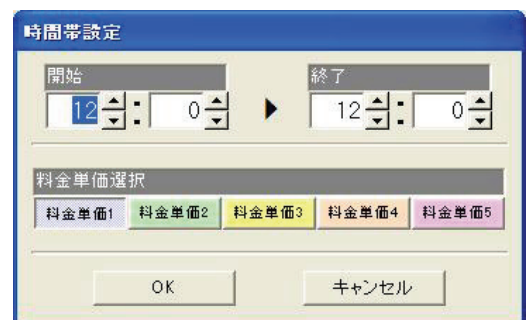 時間帯設定
開始 終了
12 : 0 ▶ 12 : 0
料金単価選択
料金単価1 料金単価2 料金単価3 料金単価4 料金単価5
OK キャンセル